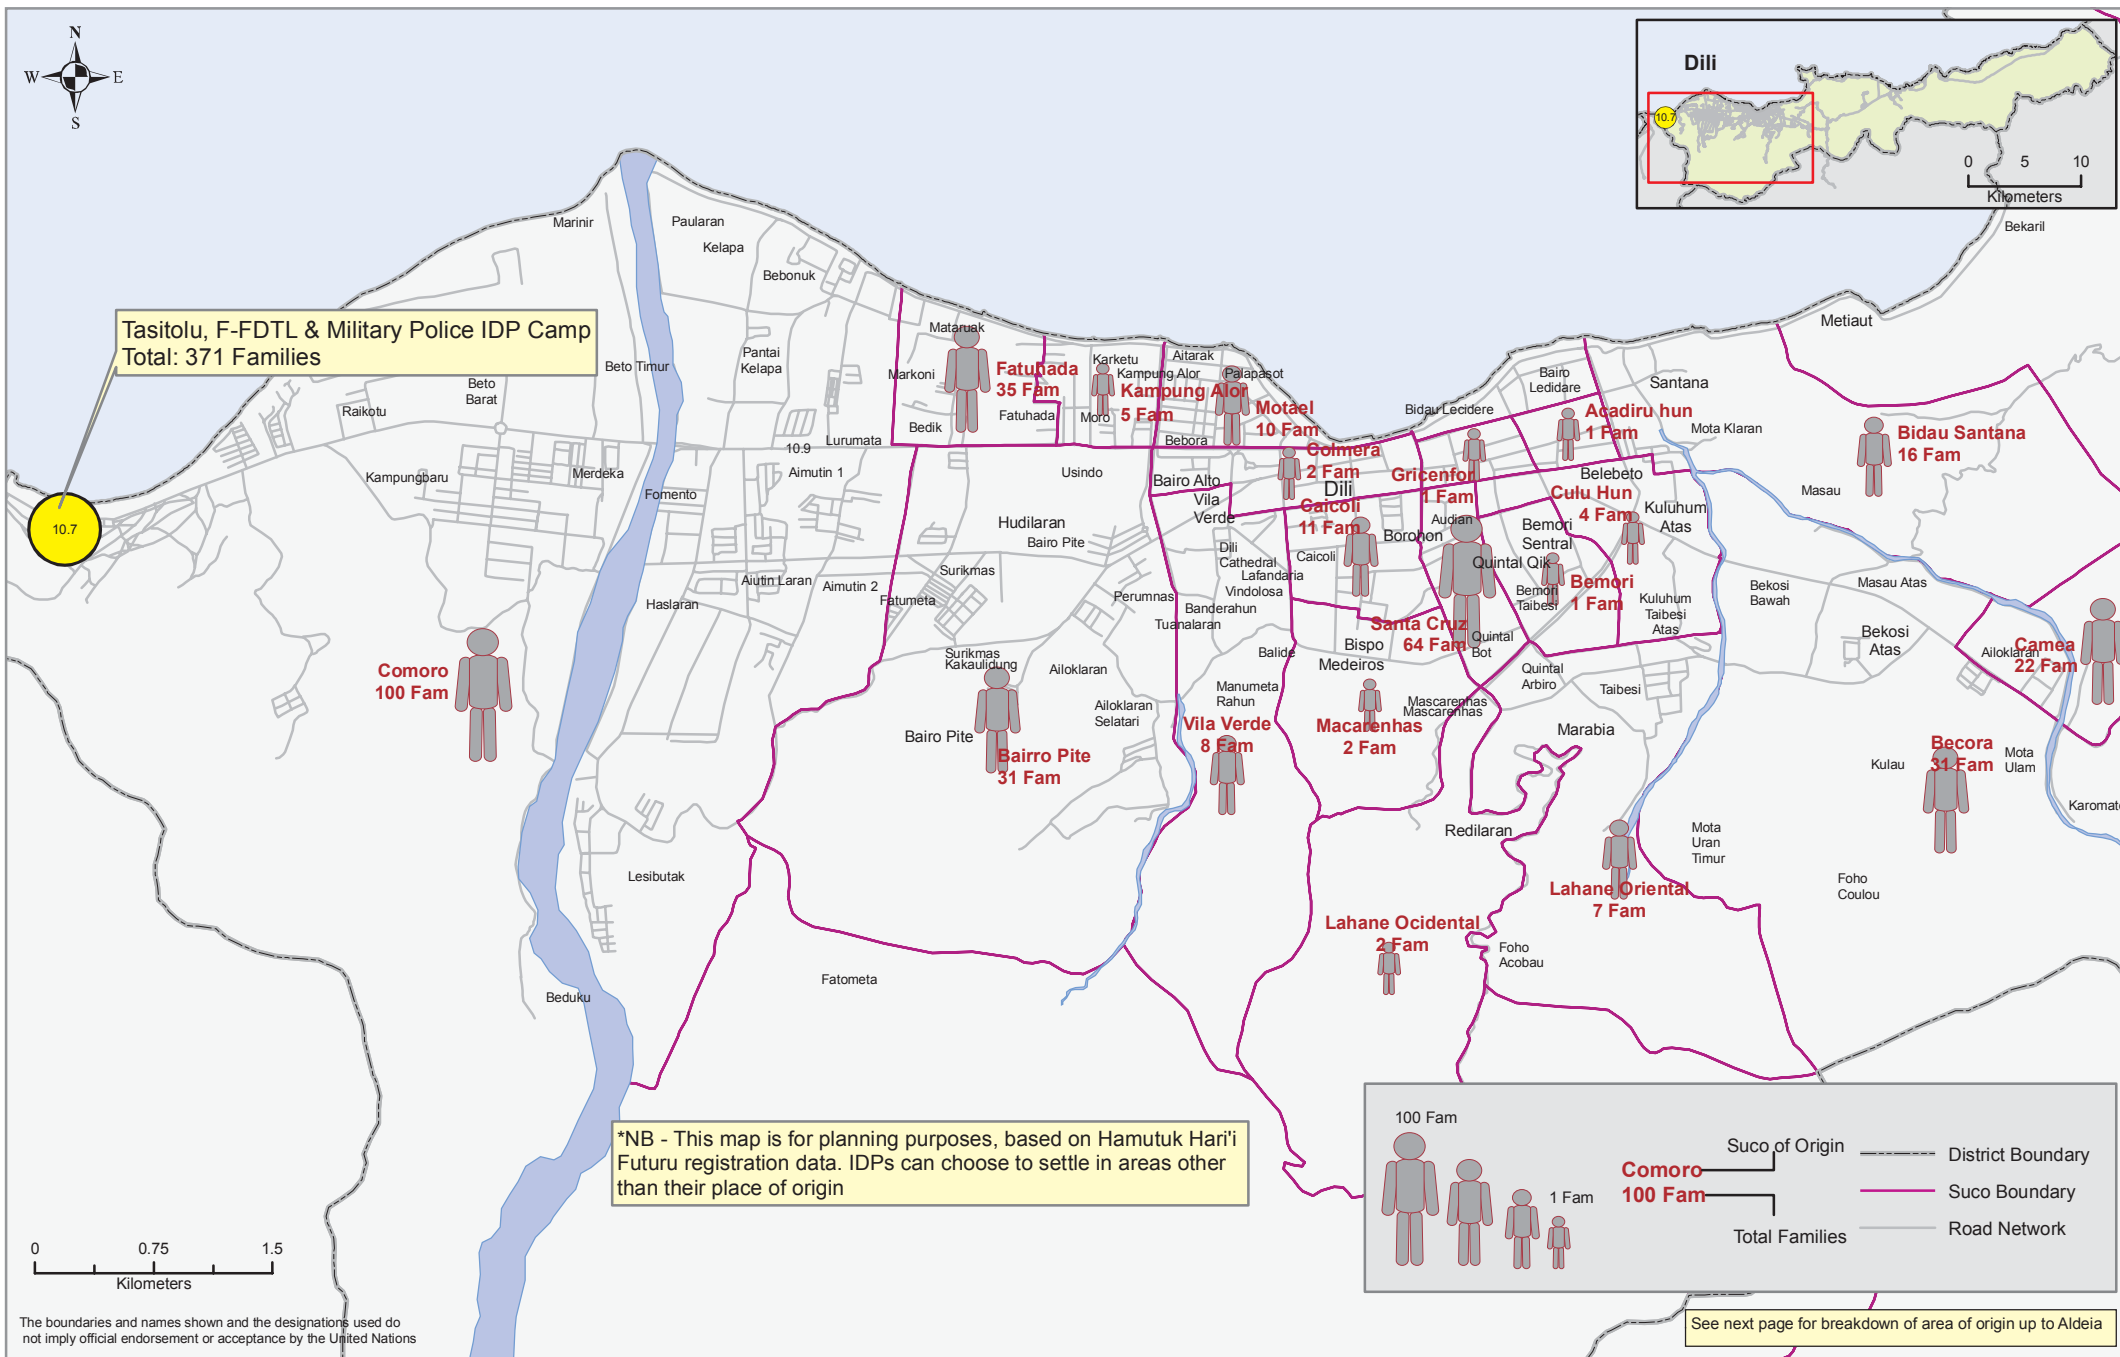 N
W
E
S
Dili
10.7
0 5 10
Kilometers
Bekaril
Marinir
Paularan
Kelapa
Bebonuk
Tasitolu, F-FDTL & Military Police IDP Camp
Total: 371 Families
Metiaut
Mataruak
Pantai
Kelapa
Beto Timur
Markoni
Fatuhada
35 Fam
Karketu
Kampung Alor
Aitarak
Palapasot
Bairo
Ledidare
Santana
Beto
Barat
Raikotu
Kampung Alor
5 Fam
Moro
Fatuhada
Bedik
Motael
10 Fam
Bidau Lecidere
Acadiru hun
1 Fam
Mota Klaran
Bidau Santana
16 Fam
Lurumata
10.9
Bebora
Colmera
2 Fam
Dili
Gricenfor
1 Fam
Belebeto
Kampungbaru
Merdeka
Fomento
Aimutin 1
Usindo
Bairo Alto
Vila
Verde
Culu Hun
4 Fam
Masau
Kuluhum
Atas
10.7
Hudilaran
Bairo Pite
Caicoli
11 Fam
Borohon
Audian
Bemori
Sentral
Dili
Cathedral
Caicoli
Quintal Qik
Lafandaria
Vindolosa
Surikmas
Aiutin Laran
Aimutin 2
Fatumeta
Haslaran
Perumnas
Banderahun
Tuanalaran
Bemori
Taibesi
Bemori
1 Fam
Kuluhum
Taibesi
Atas
Bekosi
Bawah
Masau Atas
Santa Cruz
64 Fam
Quintal
Bot
Bekosi
Atas
Ailoklaran
Camea
22 Fam
Bispo
Medeiros
Balide
Surikmas
Kakaulidung
Ailoklaran
Comoro
100 Fam
Quintal
Arbiro
Taibesi
Manumeta
Rahun
Ailoklaran
Selatari
Mascarenhas
Mascarenhas
Bairo Pite
Vila Verde
8 Fam
Macarenhas
2 Fam
Marabia
Bairro Pite
31 Fam
Becora
31 Fam
Mota
Ulam
Kulau
Karomat
Redilaran
Mota
Uran
Timur
Lesibutak
Foho
Coulou
Lahane Oriental
7 Fam
Lahane Ocidental
2 Fam
Foho
Acobau
Fatometa
Beduku
*NB - This map is for planning purposes, based on Hamutuk Hari'i
Futuru registration data. IDPs can choose to settle in areas other
than their place of origin
100 Fam
1 Fam
Comoro
100 Fam
Suco of Origin
Total Families
District Boundary
Suco Boundary
Road Network
0 0.75 1.5
Kilometers
The boundaries and names shown and the designations used do
not imply official endorsement or acceptance by the United Nations
See next page for breakdown of area of origin up to Aldeia